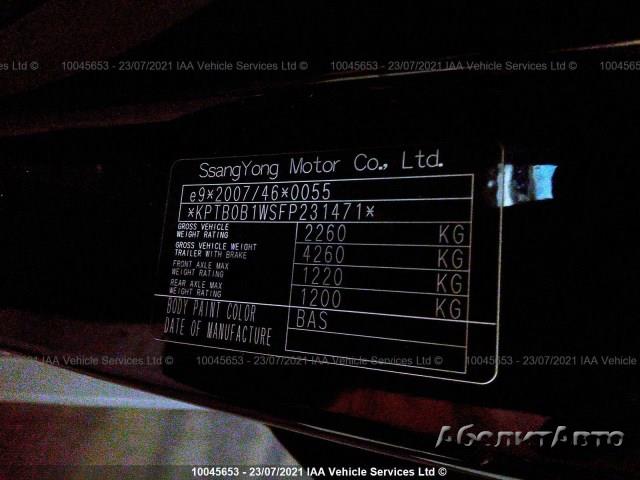 10045653 - 23/07/2021 IAA Vehicle Services Ltd ©
10045653 - 23/07/2021 IAA Vehicle Services Ltd ©
SsangYong Motor Co., Ltd.
e9*2007/46*0055
*KPTB0B1WSFP231471*
GROSS VEHICLE WEIGHT RATING 2260 KG
GROSS VEHICLE WEIGHT TRAILER WITH BRAKE 4260 KG
FRONT AXLE MAX WEIGHT RATING 1220 KG
REAR AXLE MAX WEIGHT RATING 1200 KG
BODY PAINT COLOR BAS
DATE OF MANUFACTURE
10045653 - 23/07/2021 IAA Vehicle Services Ltd ©
10045653 - 23/07/2021 IAA Vehicle Services Ltd ©
АбсолютАвто
10045653 - 23/07/2021 IAA Vehicle Services Ltd ©